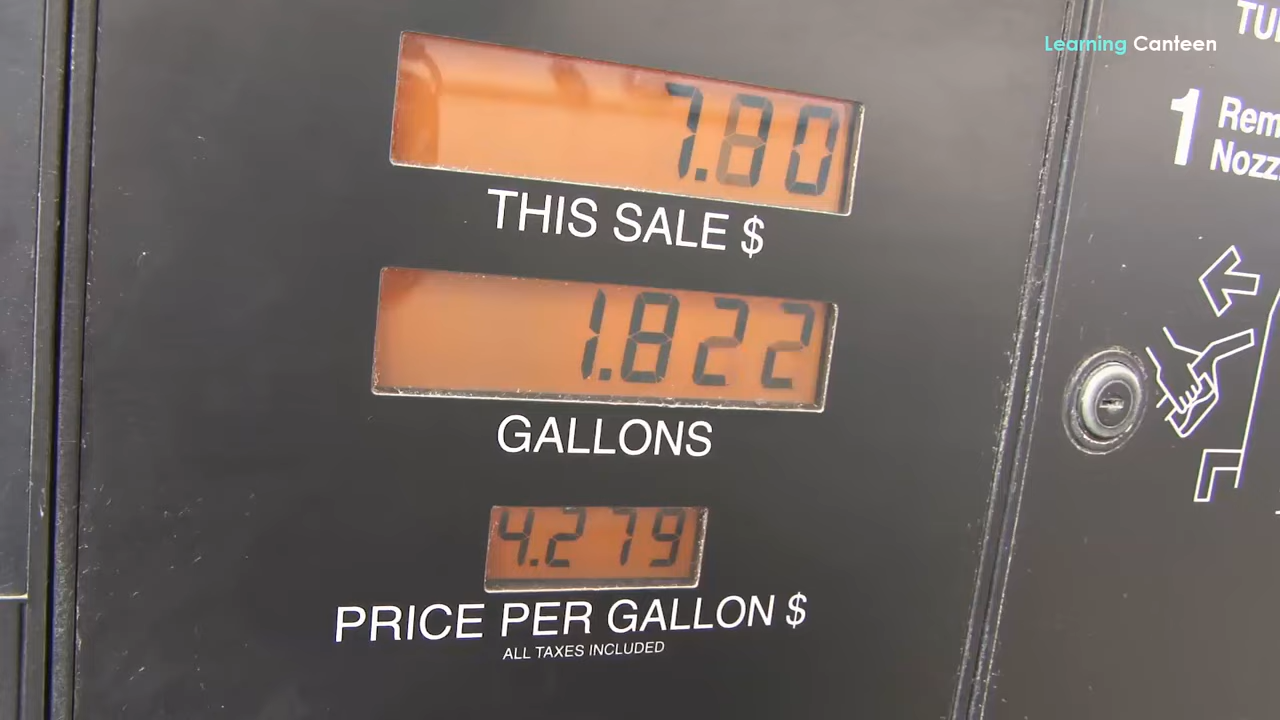 Learning Canteen
7.80
THIS SALE $
1.822
GALLONS
4.279
PRICE PER GALLON $
ALL TAXES INCLUDED
1